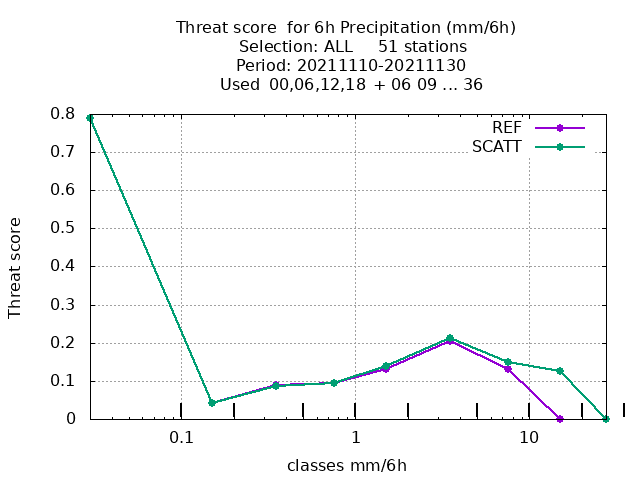 Threat score  for 6h Precipitation (mm/6h)
Selection: ALL     51 stations
Period: 20211110-20211130
Used  00,06,12,18  + 06 09 ... 36
REF
SCATT
0.8
0.7
0.6
0.5
0.4
0.3
0.2
0.1
0
Threat score
0.1 1 10
classes mm/6h